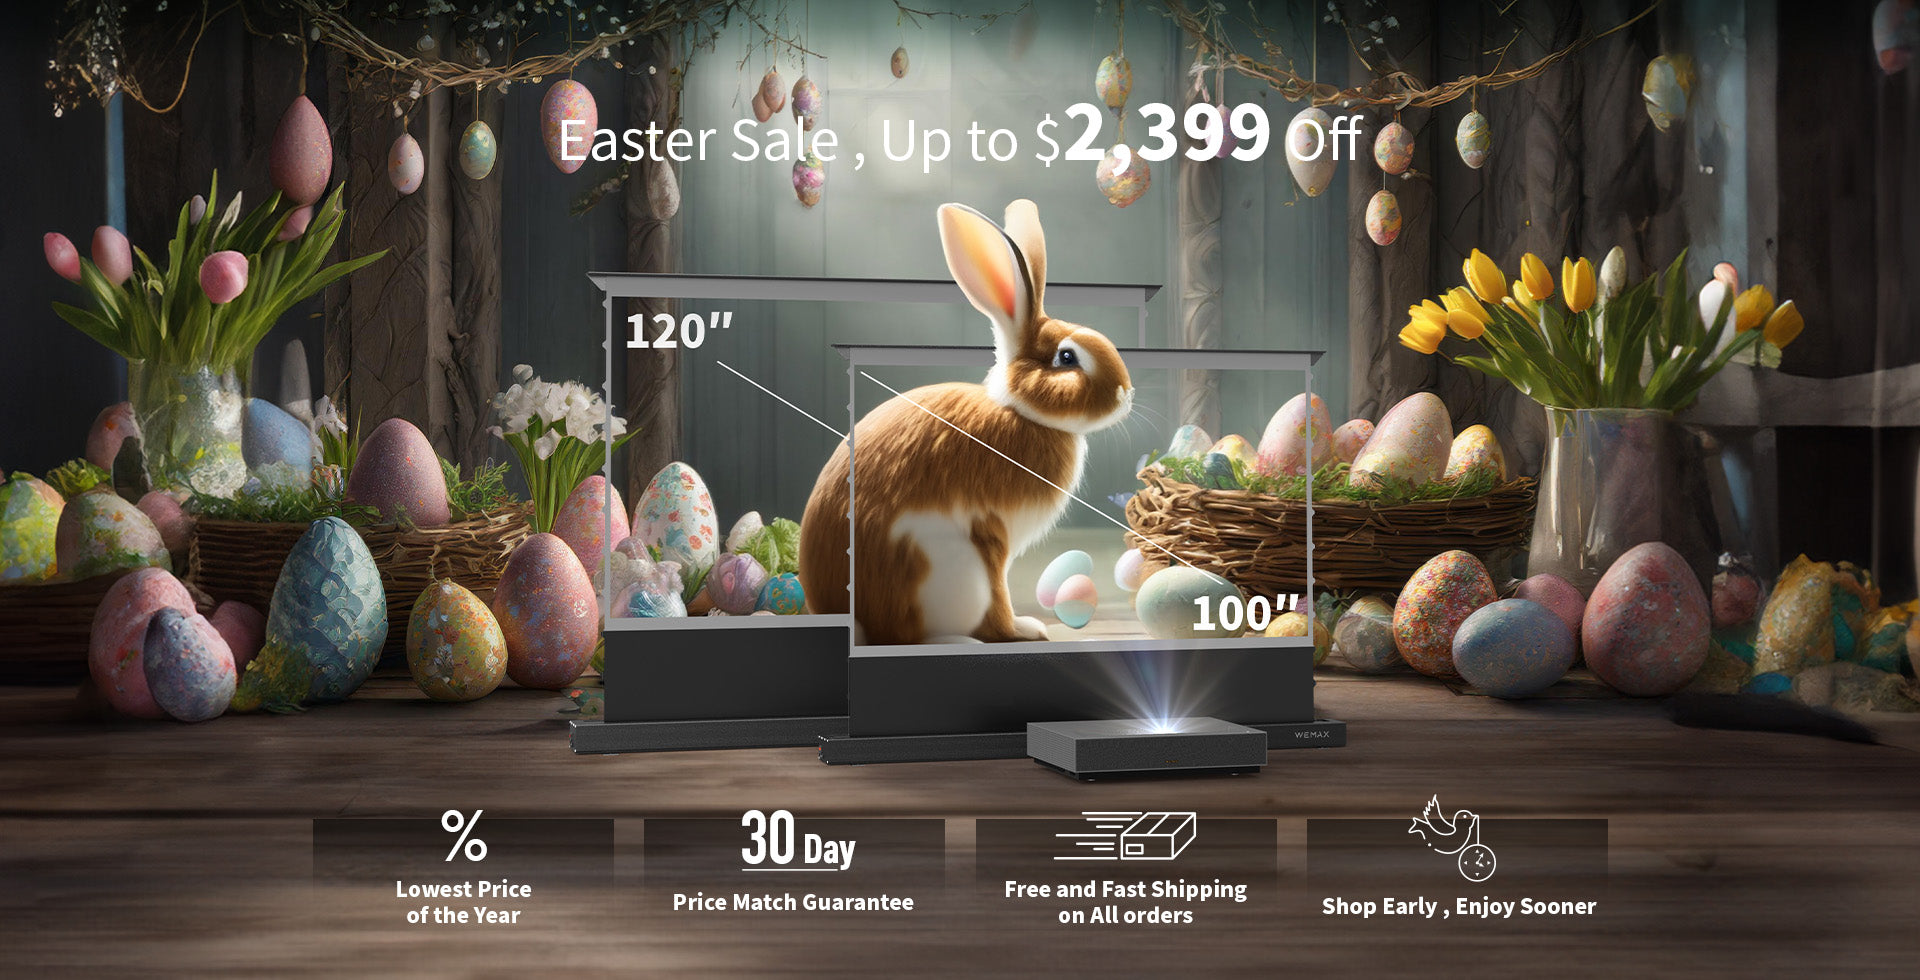 Easter Sale , Up to $2,399 Off
120"
100"
WEMAX
%
Lowest Price
of the Year
30 Day
Price Match Guarantee
Free and Fast Shipping
on All orders
Shop Early , Enjoy Sooner